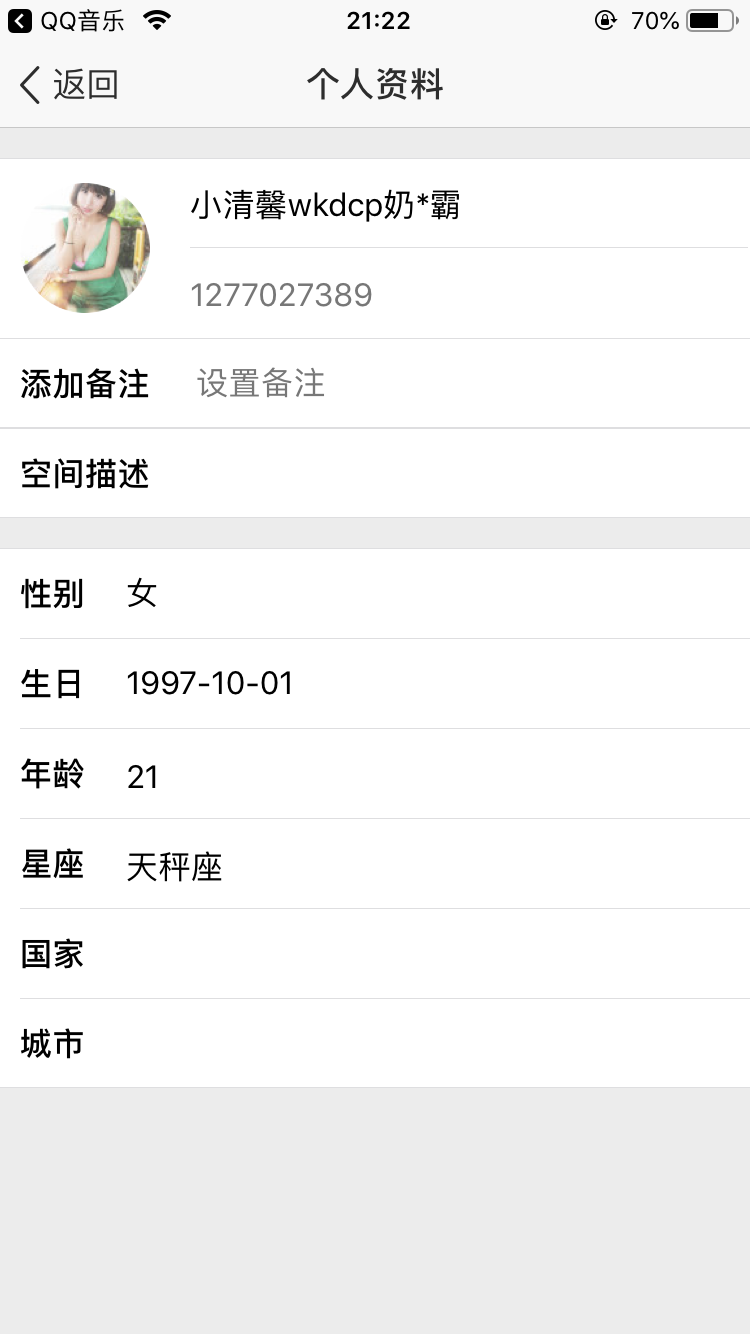 QQ音乐 21:22 70%
返回 个人资料
小清馨wkdcp奶*霸
1277027389
添加备注 设置备注
空间描述
性别 女
生日 1997-10-01
年龄 21
星座 天秤座
国家
城市